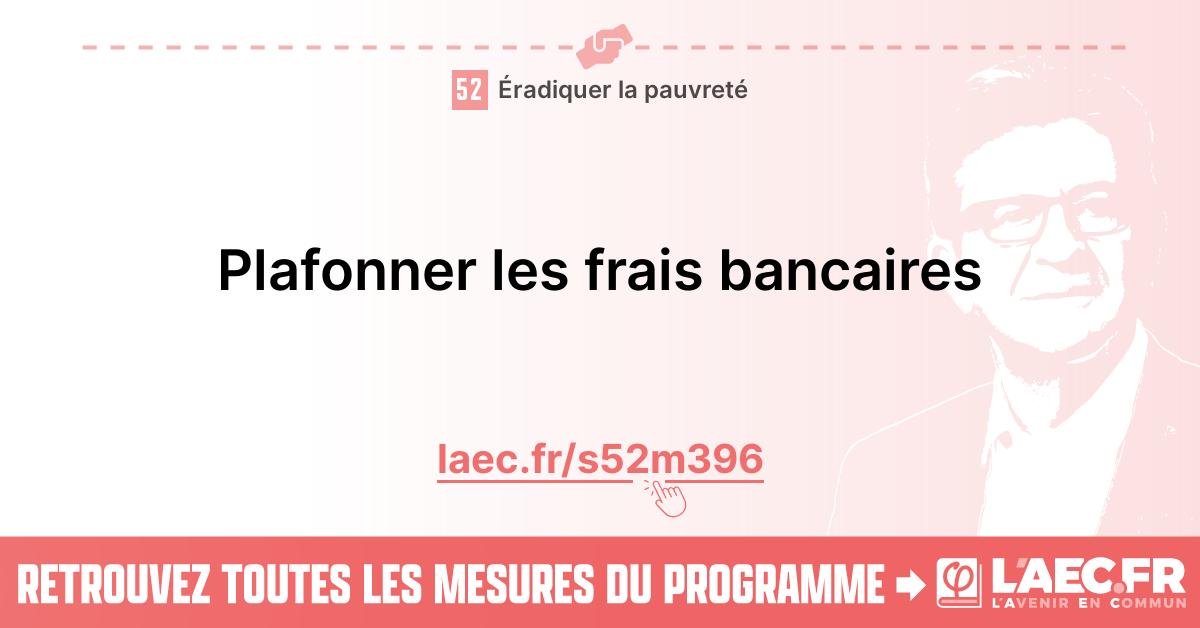 52 Éradiquer la pauvreté
Plafonner les frais bancaires
laec.fr/s52m396
RETROUVEZ TOUTES LES MESURES DU PROGRAMME
L'AEC.FR
L'AVENIR EN COMMUN